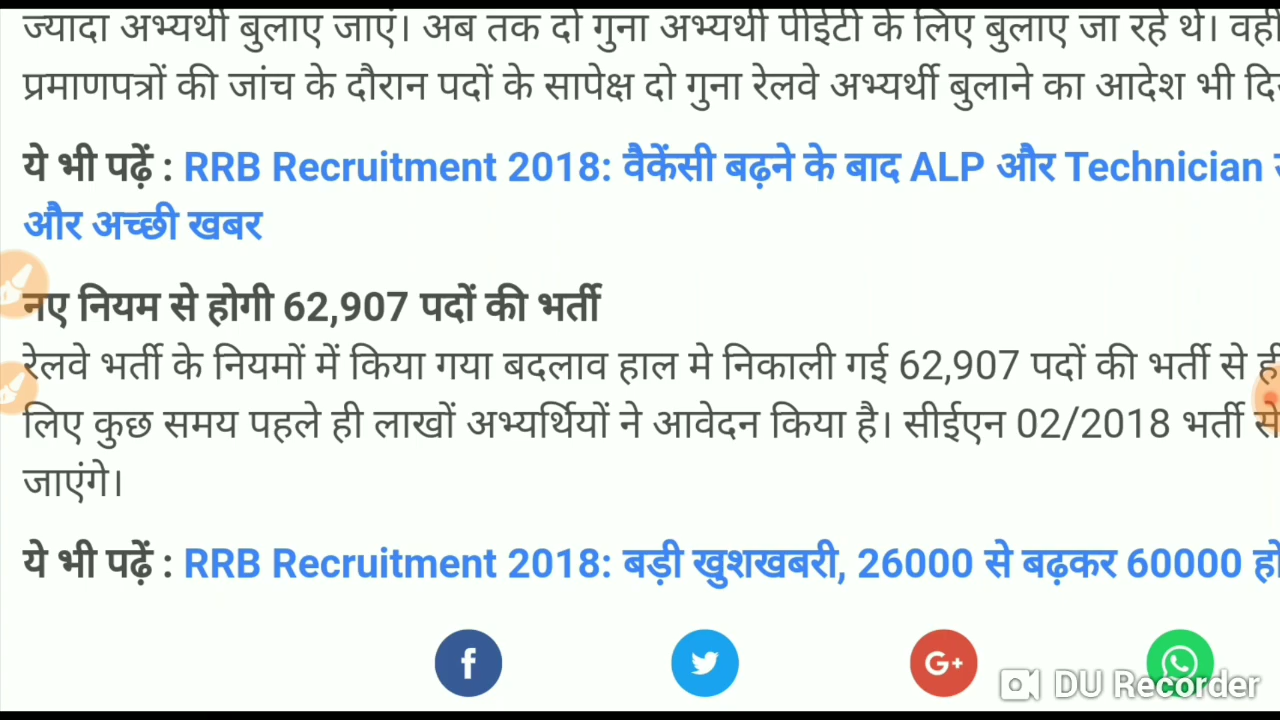 ज्यादा अभ्यर्थी बुलाए जाएं। अब तक दो गुना अभ्यर्थी पीईटी के लिए बुलाए जा रहे थे। वहीं
प्रमाणपत्रों की जांच के दौरान पदों के सापेक्ष दो गुना रेलवे अभ्यर्थी बुलाने का आदेश भी
ये भी पढ़ें : RRB Recruitment 2018: वैकेंसी बढ़ने के बाद ALP और Technician
और अच्छी खबर
नए नियम से होगी 62,907 पदों की भर्ती
रेलवे भर्ती के नियमों में किया गया बदलाव हाल मे निकाली गई 62,907 पदों की भर्ती से
लिए कुछ समय पहले ही लाखों अभ्यर्थियों ने आवेदन किया है। सीईएन 02/2018 भर्ती से
जाएंगे।
ये भी पढ़ें : RRB Recruitment 2018: बड़ी खुशखबरी, 26000 से बढ़कर 60000
f
G+
DU Recorder